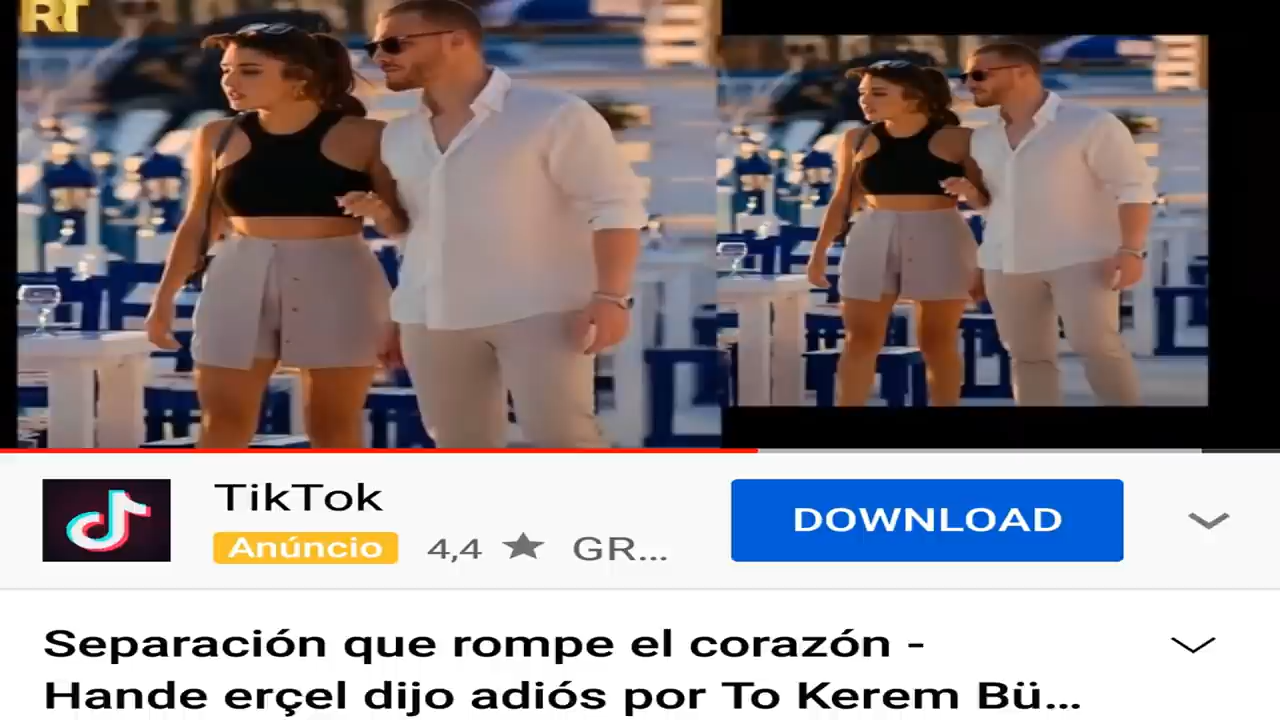 RT
TikTok
Anúncio 4,4 ★ GR...
DOWNLOAD
Separación que rompe el corazón -
Hande erçel dijo adiós por To Kerem Bü...